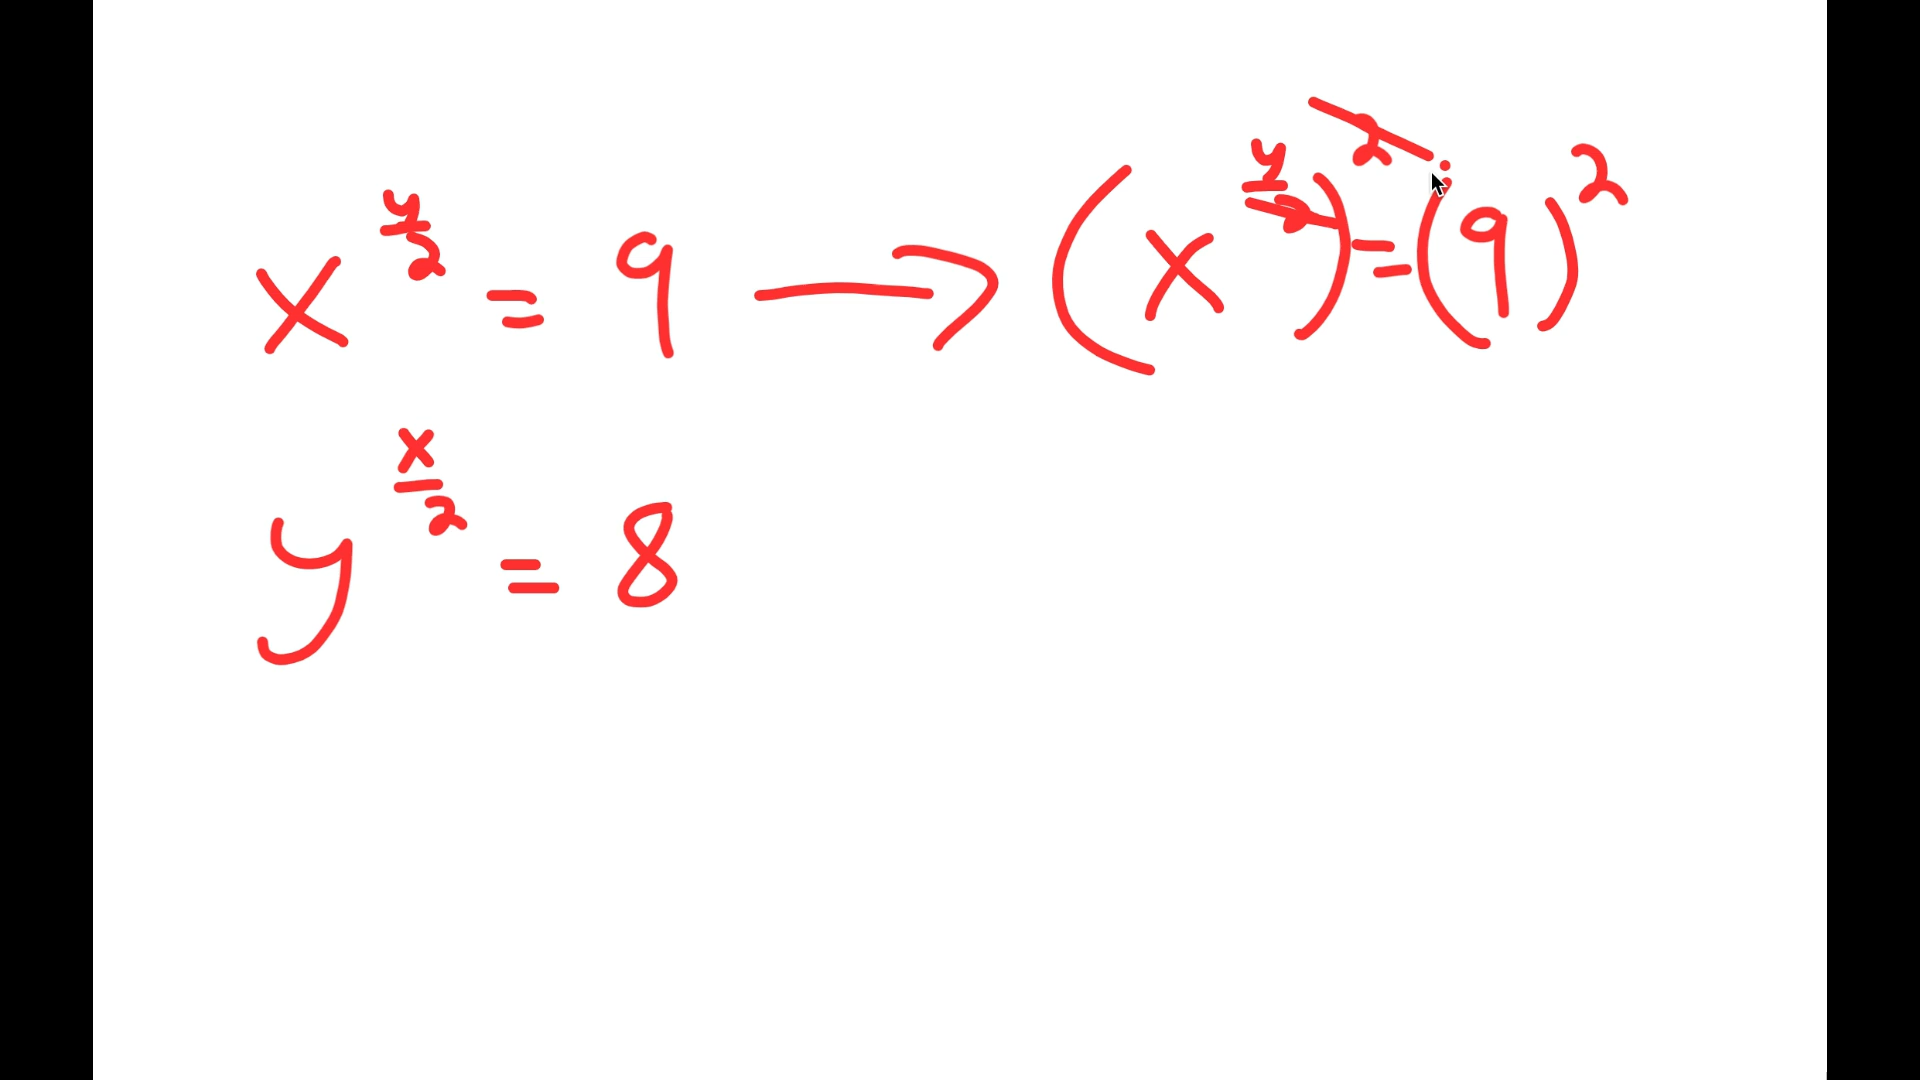 x^(y/2) = 9 → (x^(y/2))^2 = (9)^2
y^(x/2) = 8